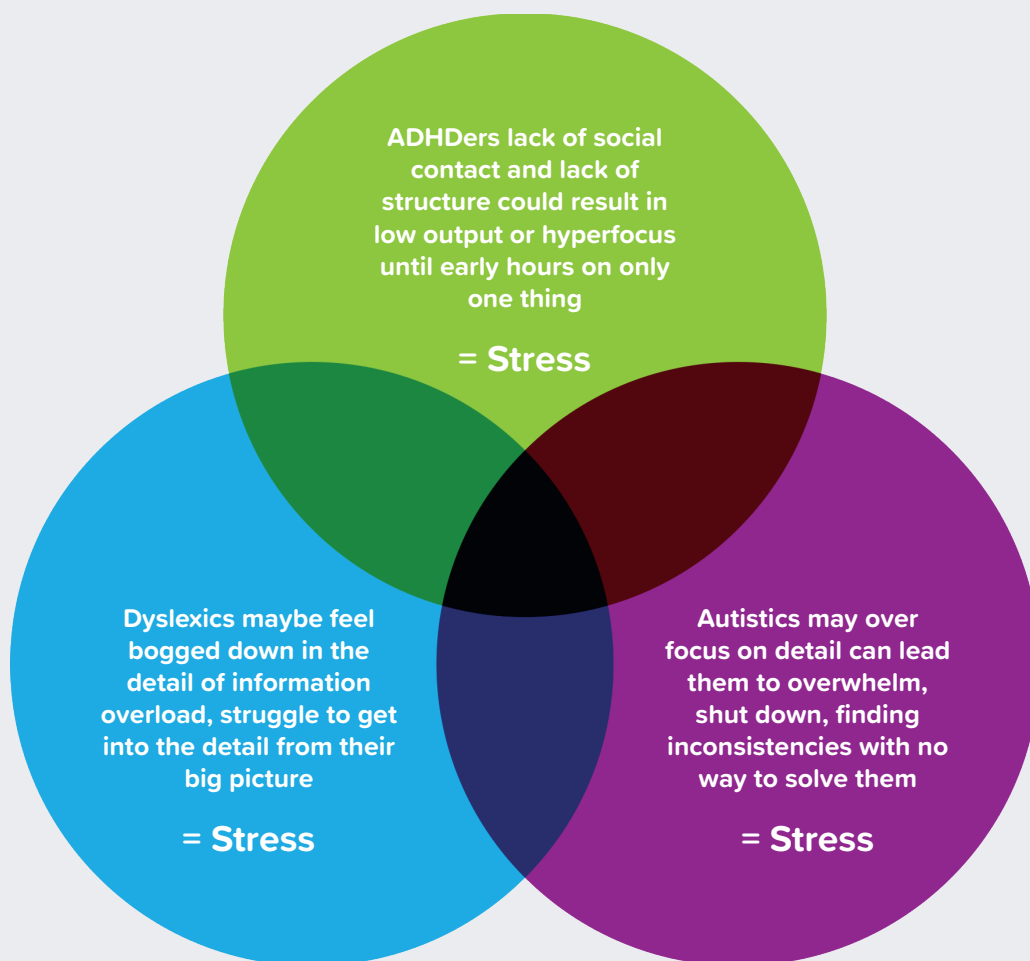 ADHDers lack of social
contact and lack of
structure could result in
low output or hyperfocus
until early hours on only
one thing
= Stress
Dyslexics maybe feel
bogged down in the
detail of information
overload, struggle to get
into the detail from their
big picture
= Stress
Autistics may over
focus on detail can lead
them to overwhelm,
shut down, finding
inconsistencies with no
way to solve them
= Stress